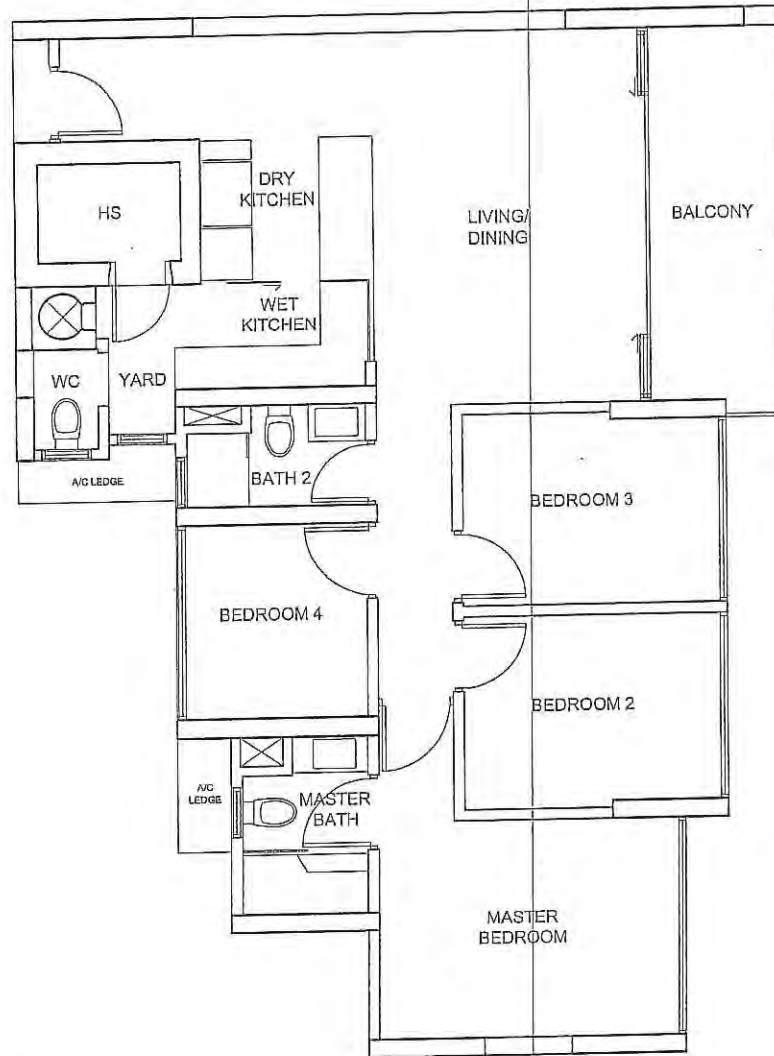 DRY
KITCHEN
HS
LIVING/
DINING
BALCONY
WET
KITCHEN
WC
YARD
A/C LEDGE
BATH 2
BEDROOM 3
BEDROOM 4
BEDROOM 2
A/C
LEDGE
MASTER
BATH
MASTER
BEDROOM